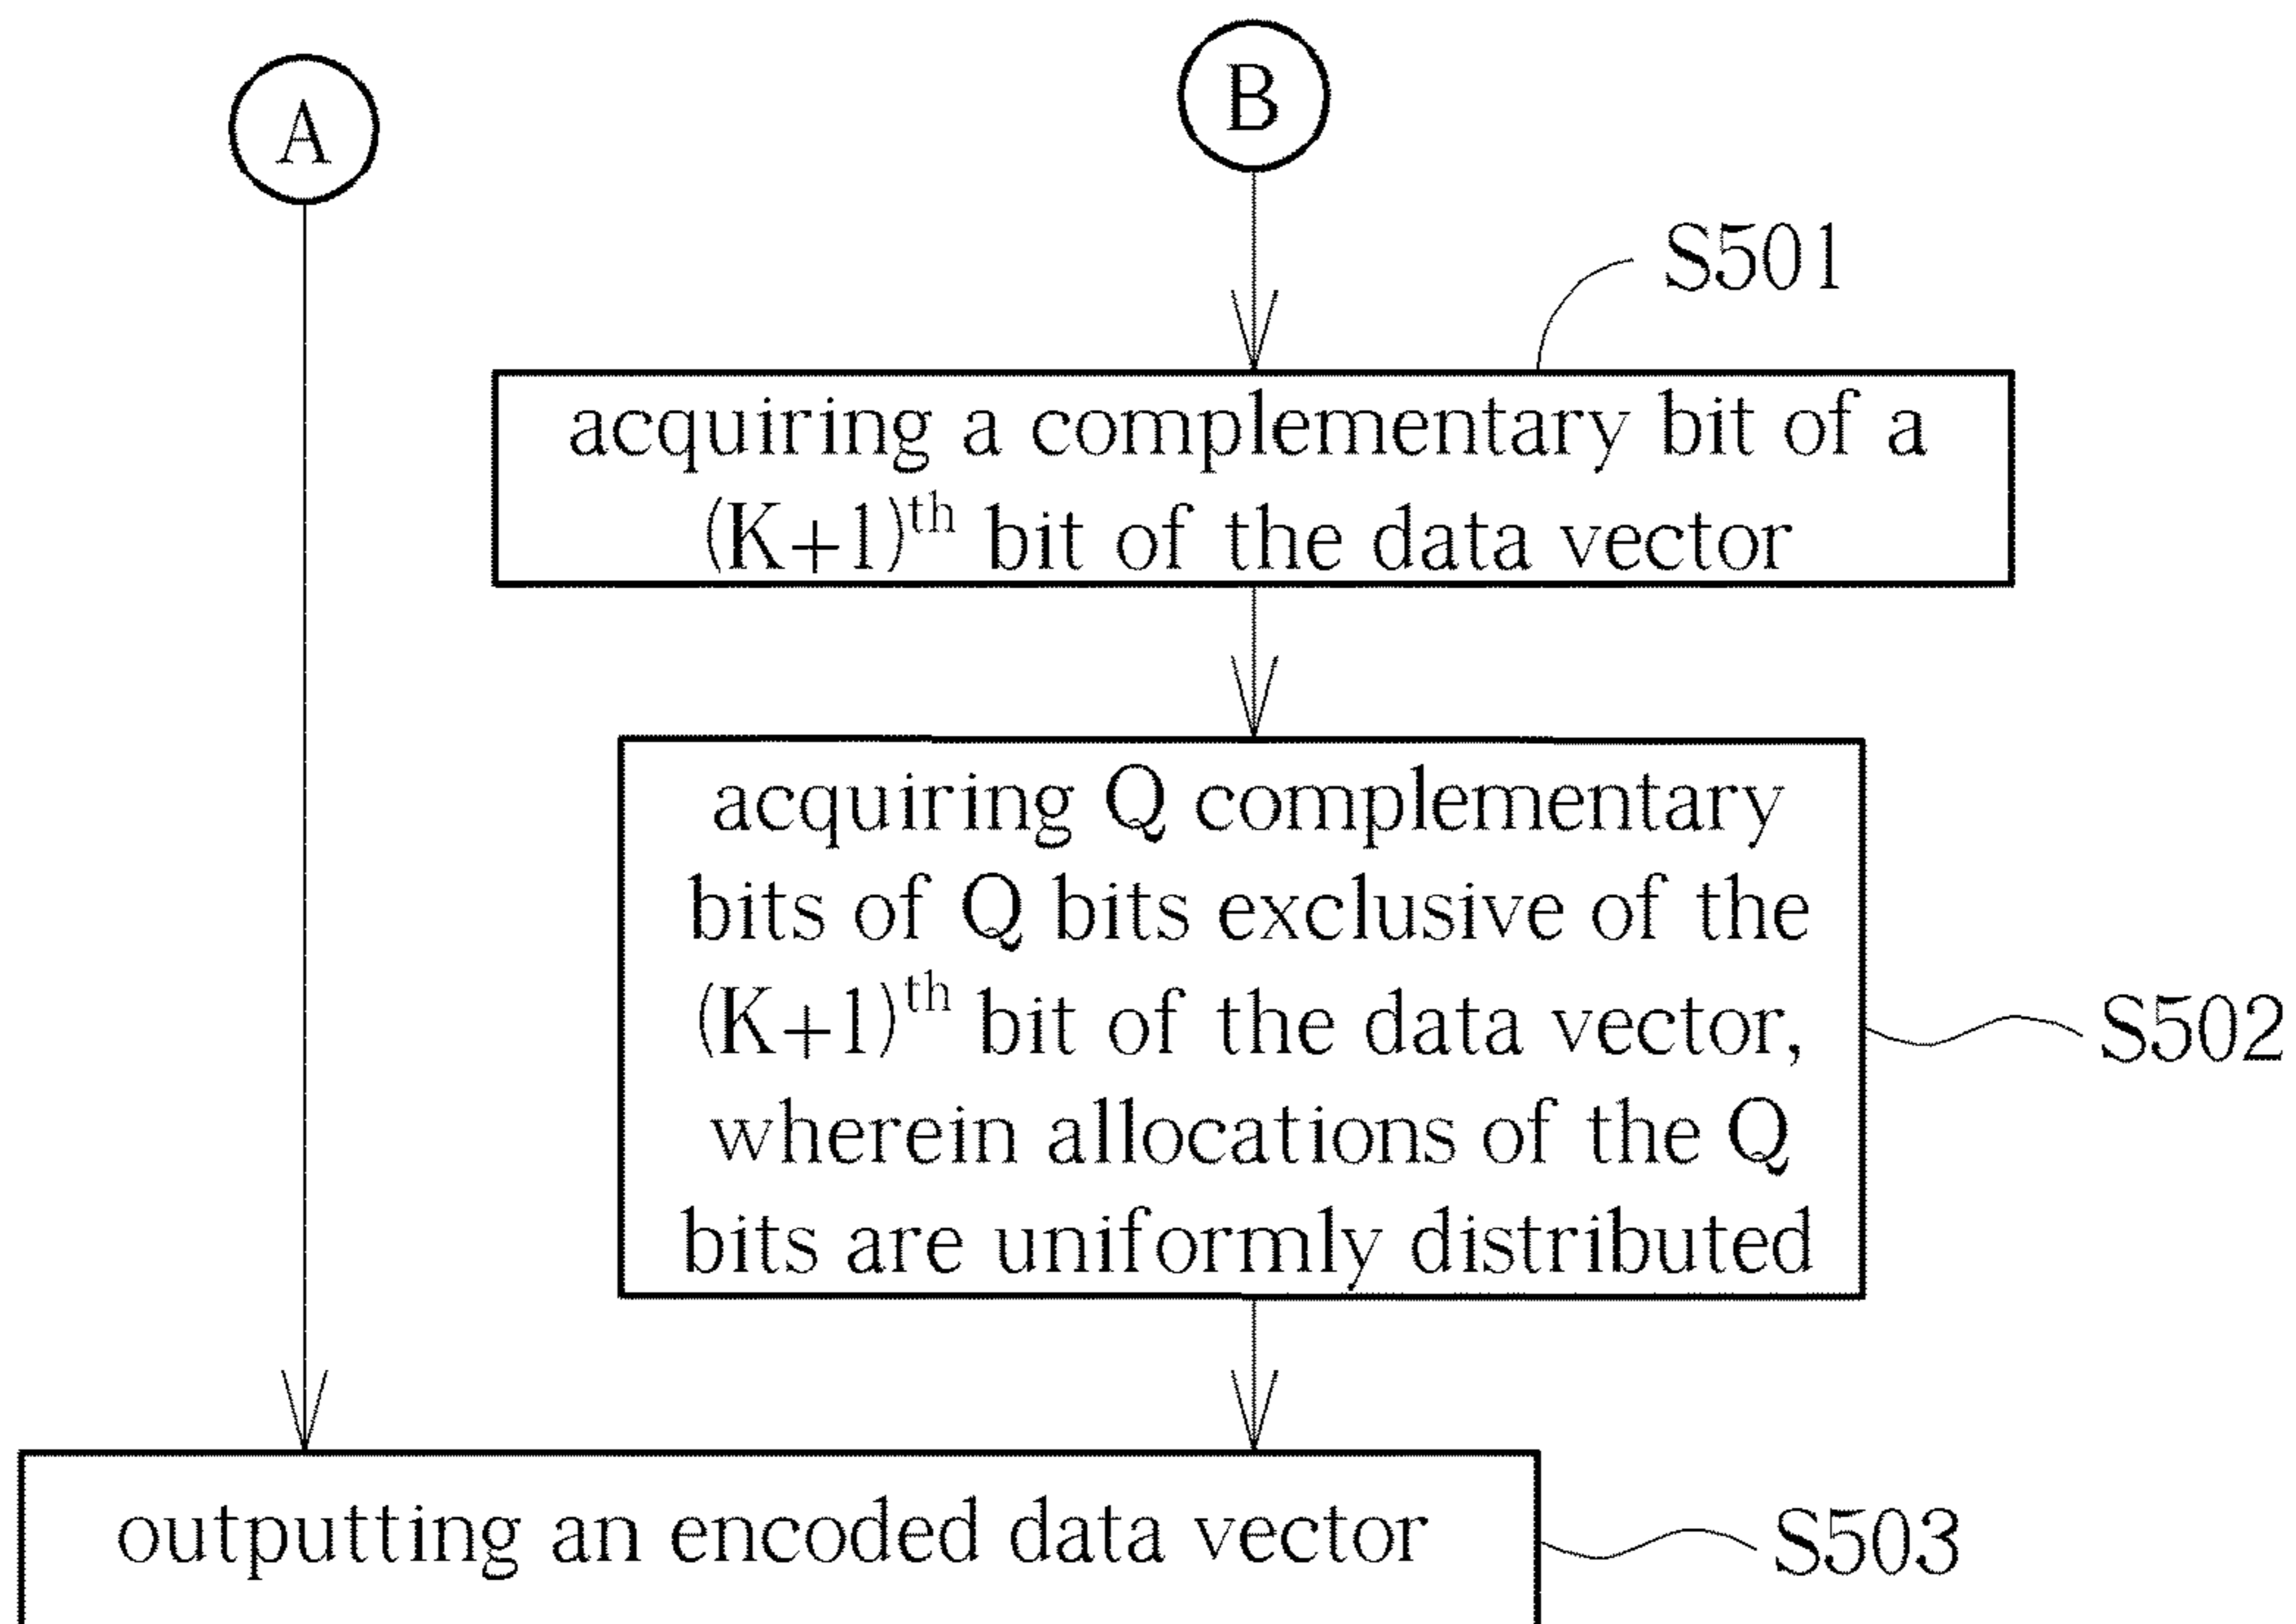 A
B
S501
acquiring a complementary bit of a
(K+1)th bit of the data vector
acquiring Q complementary
bits of Q bits exclusive of the
(K+1)th bit of the data vector,
wherein allocations of the Q
bits are uniformly distributed
S502
outputting an encoded data vector
S503